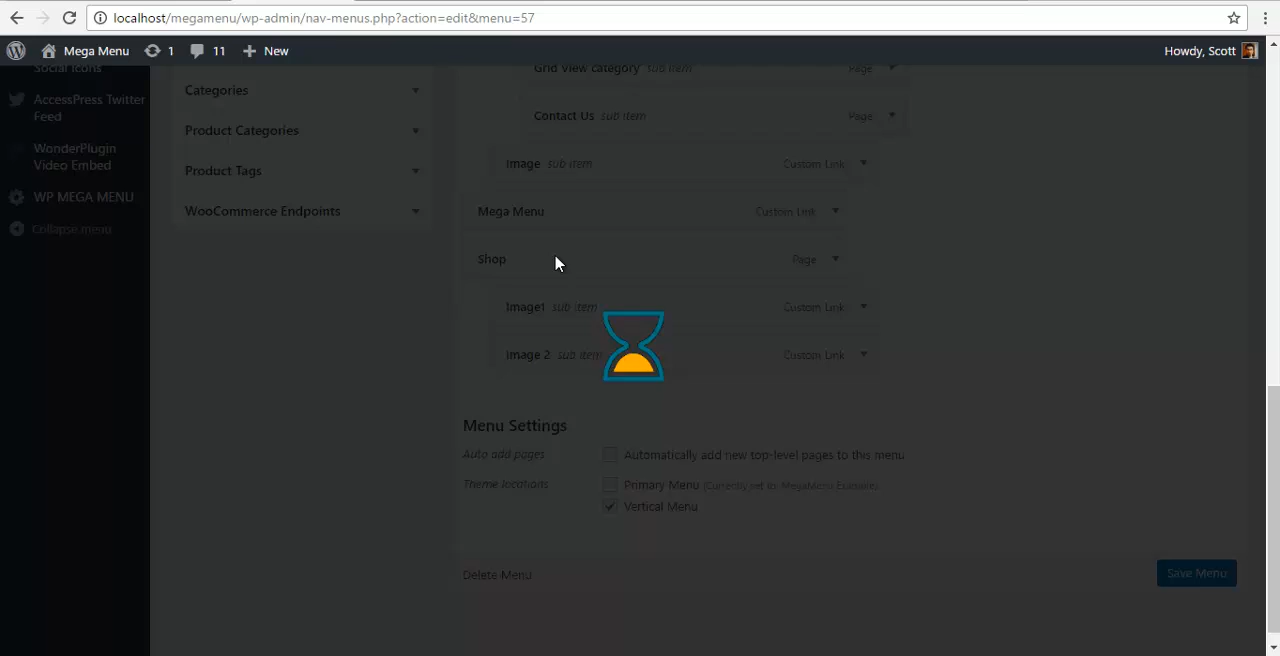 localhost/megamenu/wp-admin/nav-menus.php?action=edit&menu=57
Mega Menu 1 11 New Howdy, Scott
Social Icons
AccessPress Twitter
Feed
WonderPlugin
Video Embed
WP MEGA MENU
Collapse menu
Categories
Product Categories
Product Tags
WooCommerce Endpoints
Grid View category sub item Page
Contact Us sub item Page
Image sub item Custom Link
Mega Menu Custom Link
Shop Page
Image1 sub item Custom Link
Image 2 sub item Custom Link
Menu Settings
Auto add pages Automatically add new top-level pages to this menu
Theme locations Primary Menu (Currently set to: MegaMenu Example)
Vertical Menu
Delete Menu Save Menu